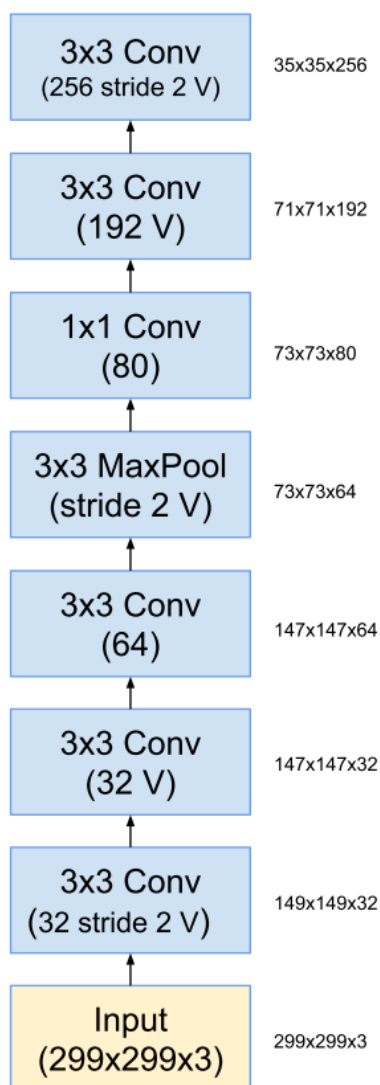 3x3 Conv
(256 stride 2 V)
35x35x256
3x3 Conv
(192 V)
71x71x192
1x1 Conv
(80)
73x73x80
3x3 MaxPool
(stride 2 V)
73x73x64
3x3 Conv
(64)
147x147x64
3x3 Conv
(32 V)
147x147x32
3x3 Conv
(32 stride 2 V)
149x149x32
Input
(299x299x3)
299x299x3